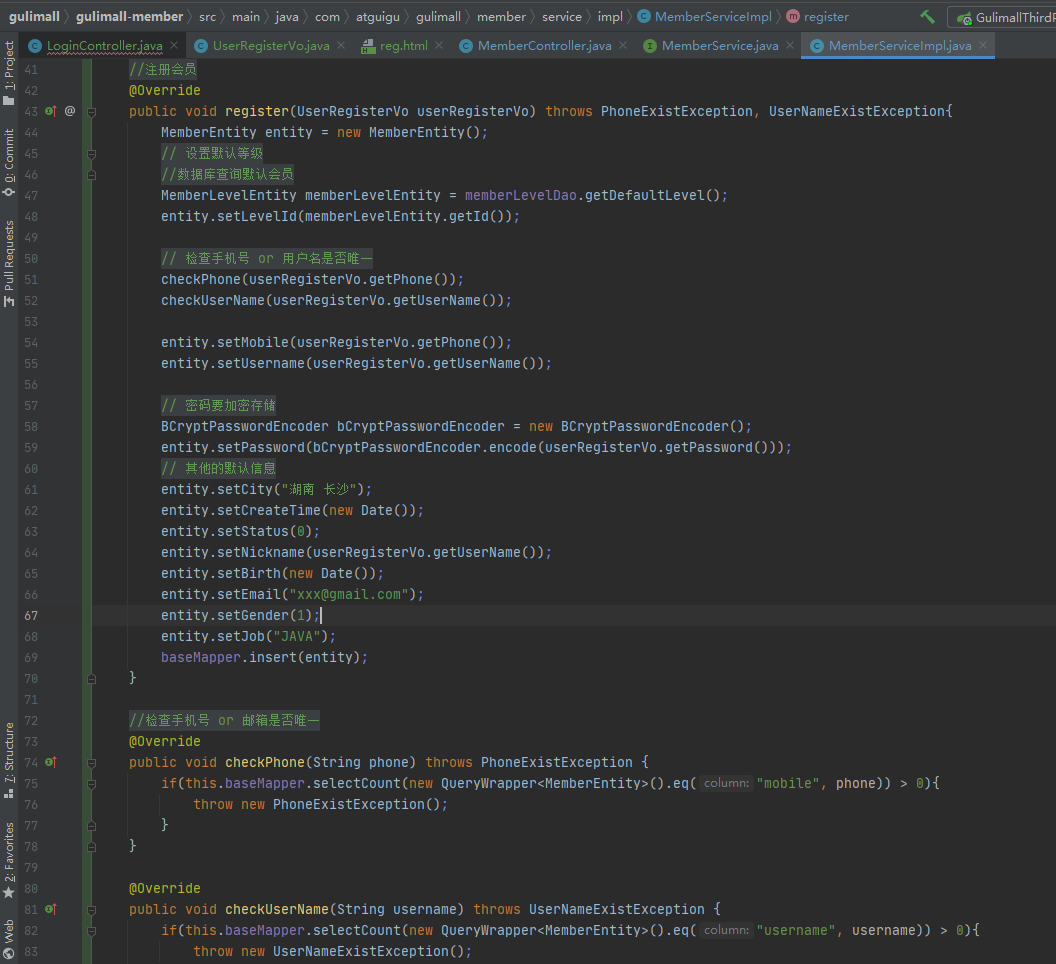 gulimall gulimall-member src main java com atguigu gulimall member service impl MemberServiceImpl register GulimallThirdP
LoginController.java UserRegisterVo.java reg.html MemberController.java MemberService.java MemberServiceImpl.java
1: Project
0: Commit
Pull Requests
7: Structure
2: Favorites
Web
41 //注册会员
42 @Override
43 @ public void register(UserRegisterVo userRegisterVo) throws PhoneExistException, UserNameExistException{
44 MemberEntity entity = new MemberEntity();
45 // 设置默认等级
46 //数据库查询默认会员
47 MemberLevelEntity memberLevelEntity = memberLevelDao.getDefaultLevel();
48 entity.setLevelId(memberLevelEntity.getId());
49
50 // 检查手机号 or 用户名是否唯一
51 checkPhone(userRegisterVo.getPhone());
52 checkUserName(userRegisterVo.getUserName());
53
54 entity.setMobile(userRegisterVo.getPhone());
55 entity.setUsername(userRegisterVo.getUserName());
56
57 // 密码要加密存储
58 BCryptPasswordEncoder bCryptPasswordEncoder = new BCryptPasswordEncoder();
59 entity.setPassword(bCryptPasswordEncoder.encode(userRegisterVo.getPassword()));
60 // 其他的默认信息
61 entity.setCity("湖南 长沙");
62 entity.setCreateTime(new Date());
63 entity.setStatus(0);
64 entity.setNickname(userRegisterVo.getUserName());
65 entity.setBirth(new Date());
66 entity.setEmail("xxx@gmail.com");
67 entity.setGender(1);
68 entity.setJob("JAVA");
69 baseMapper.insert(entity);
70 }
71
72 //检查手机号 or 邮箱是否唯一
73 @Override
74 public void checkPhone(String phone) throws PhoneExistException {
75 if(this.baseMapper.selectCount(new QueryWrapper<MemberEntity>().eq( column: "mobile", phone)) > 0){
76 throw new PhoneExistException();
77 }
78 }
79
80 @Override
81 public void checkUserName(String username) throws UserNameExistException {
82 if(this.baseMapper.selectCount(new QueryWrapper<MemberEntity>().eq( column: "username", username)) > 0){
83 throw new UserNameExistException();